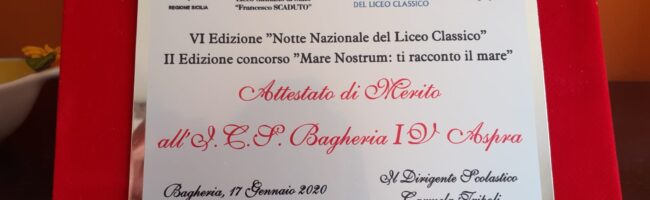 REGIONE SICILIA
"Francesco SCADUTO"
DEL LICEO CLASSICO
VI Edizione "Notte Nazionale del Liceo Classico"
II Edizione concorso "Mare Nostrum: ti racconto il mare"
Attestato di Merito
all'I.C.S. Bagheria IV Aspra
Bagheria, 17 Gennaio 2020
Il Dirigente Scolastico